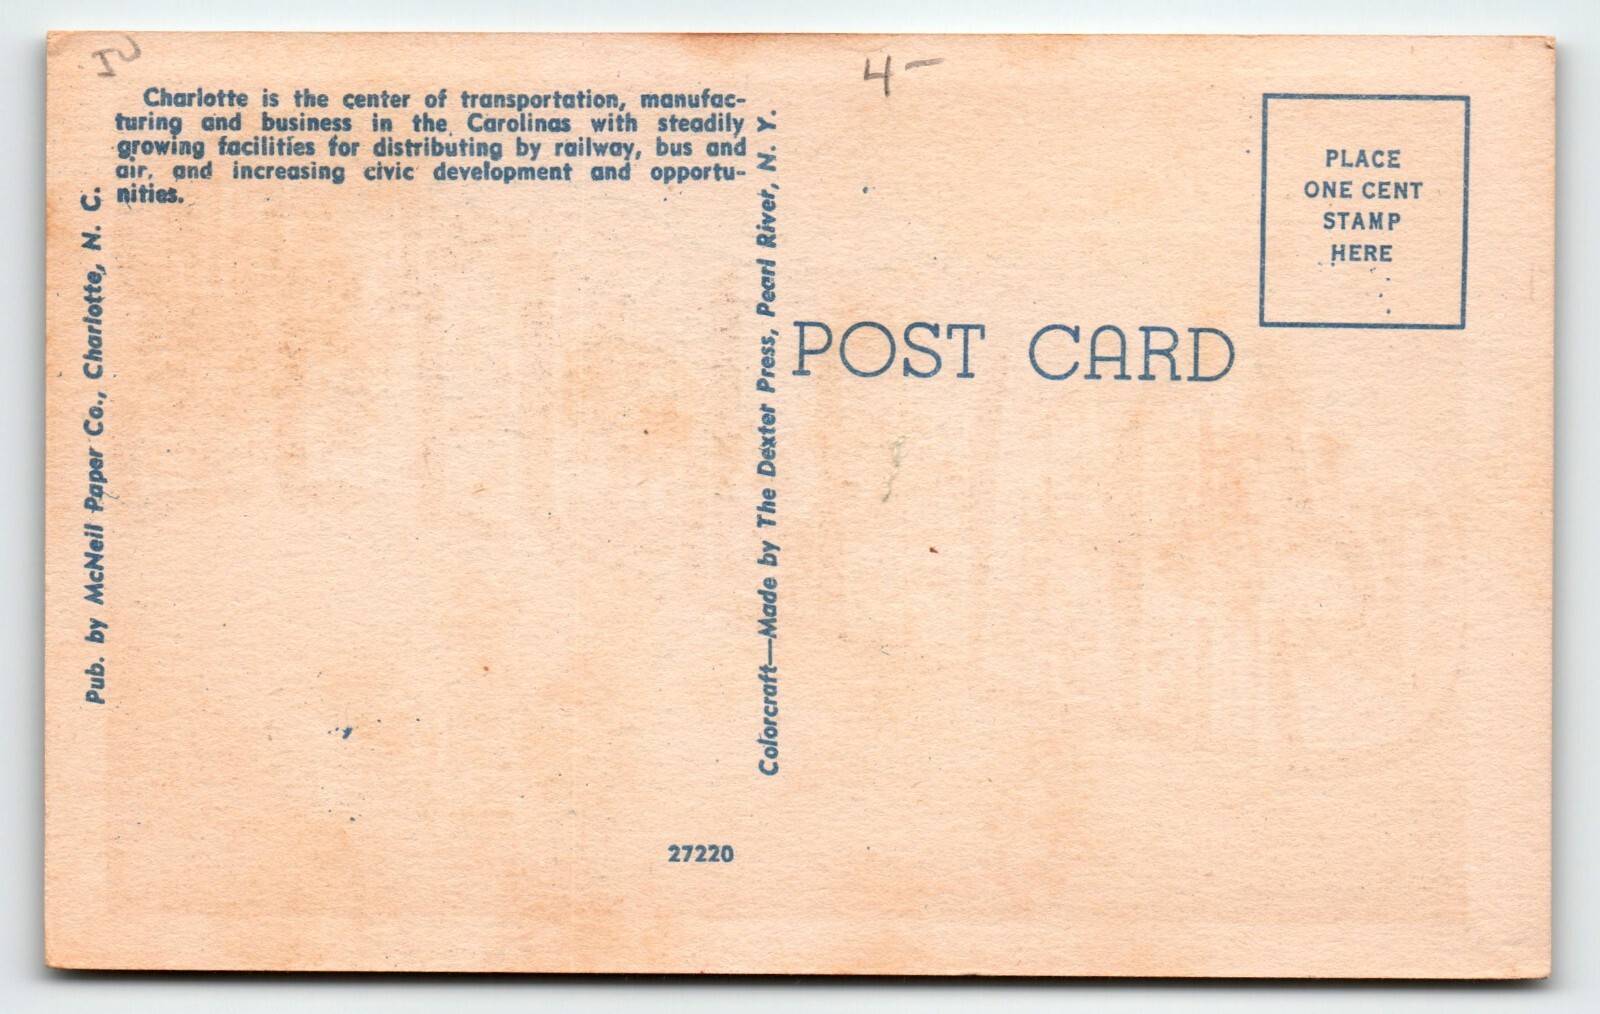 Charlotte is the center of transportation, manufac-
turing and business in the Carolinas with steadily
growing facilities for distributing by railway, bus and
air, and increasing civic development and opportu-
nities.
Pub. by McNeil Paper Co., Charlotte, N. C.
Colorcraft—Made by The Dexter Press, Pearl River, N. Y.
4 –
PLACE
ONE CENT
STAMP
HERE
POST CARD
27220